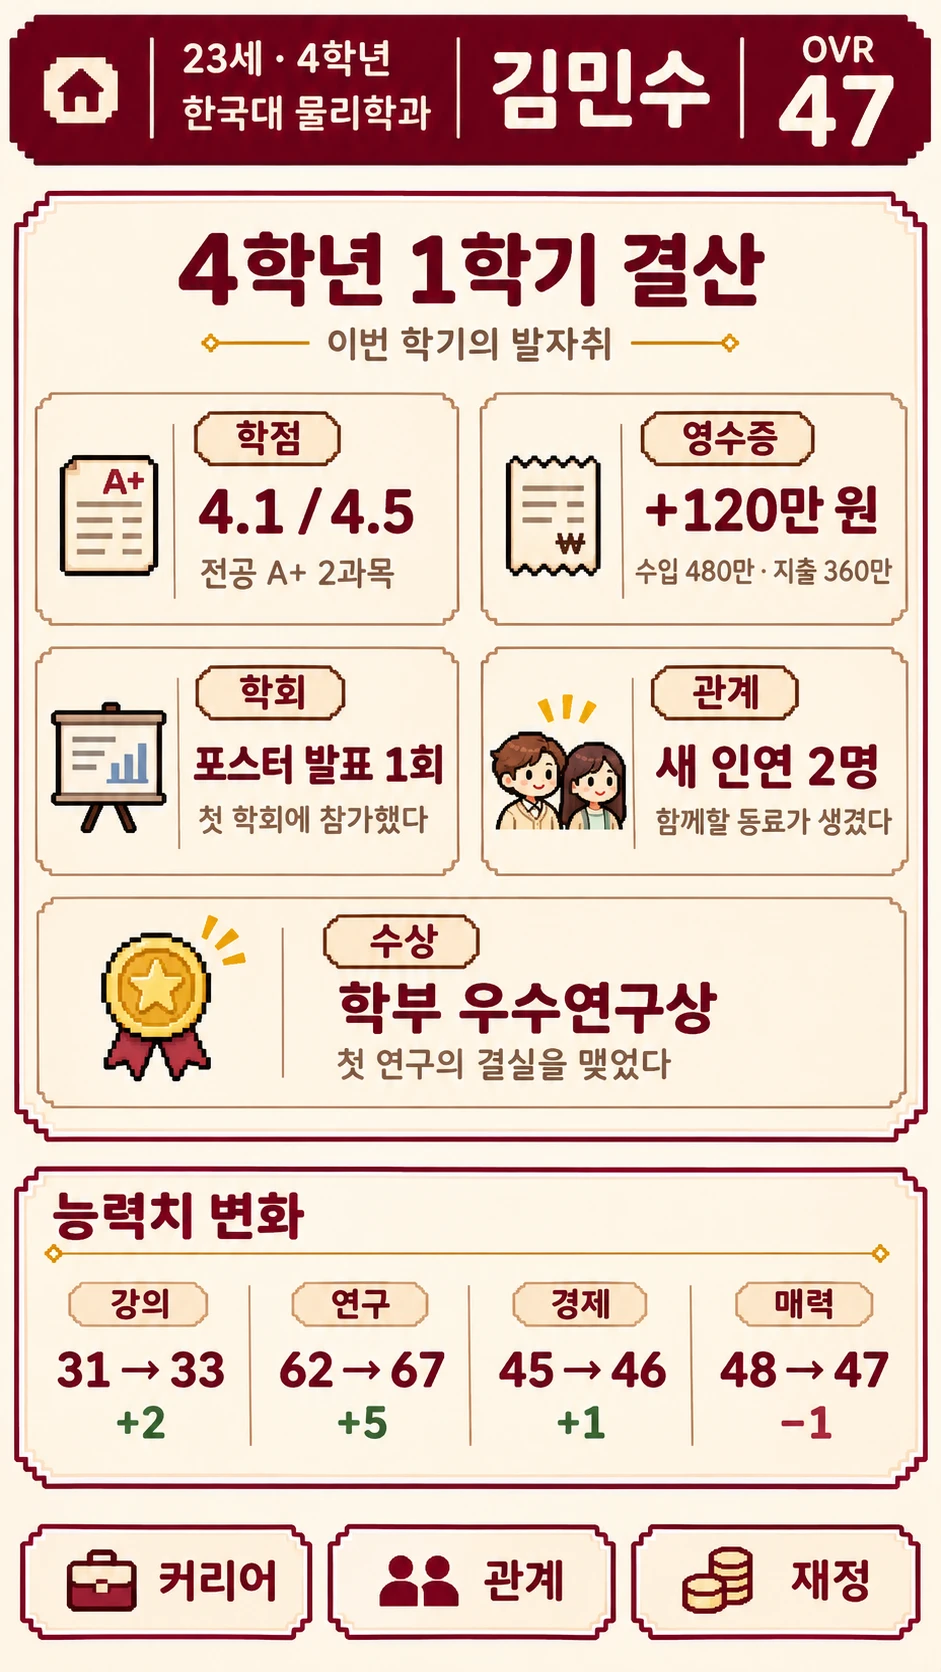 23세 · 4학년
한국대 물리학과
김민수
OVR
47
4학년 1학기 결산
이번 학기의 발자취
학점
A+
4.1 / 4.5
전공 A+ 2과목
영수증
₩
+120만 원
수입 480만 · 지출 360만
학회
포스터 발표 1회
첫 학회에 참가했다
관계
새 인연 2명
함께할 동료가 생겼다
수상
학부 우수연구상
첫 연구의 결실을 맺었다
능력치 변화
강의
31 → 33
+2
연구
62 → 67
+5
경제
45 → 46
+1
매력
48 → 47
−1
커리어
관계
재정